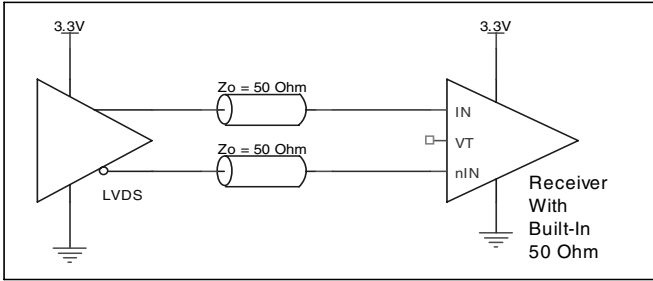 3.3V
3.3V
Zo = 50 Ohm
IN
VT
Zo = 50 Ohm
nIN
LVDS
Receiver
With
Built-In
50 Ohm